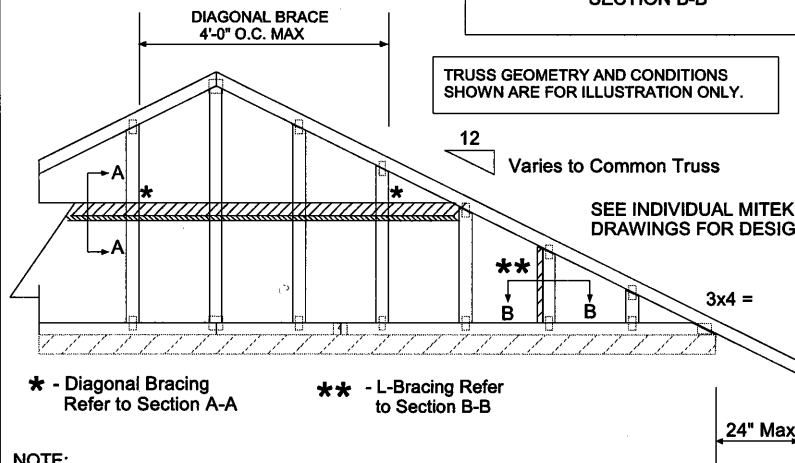 SECTION B-B
DIAGONAL BRACE
4'-0" O.C. MAX
TRUSS GEOMETRY AND CONDITIONS
SHOWN ARE FOR ILLUSTRATION ONLY.
12
Varies to Common Truss
A
*
*
SEE INDIVIDUAL MITEK
DRAWINGS FOR DESIG
A
**
B
B
3x4 =
* - Diagonal Bracing
Refer to Section A-A
** - L-Bracing Refer
to Section B-B
24" Max
NOTE: